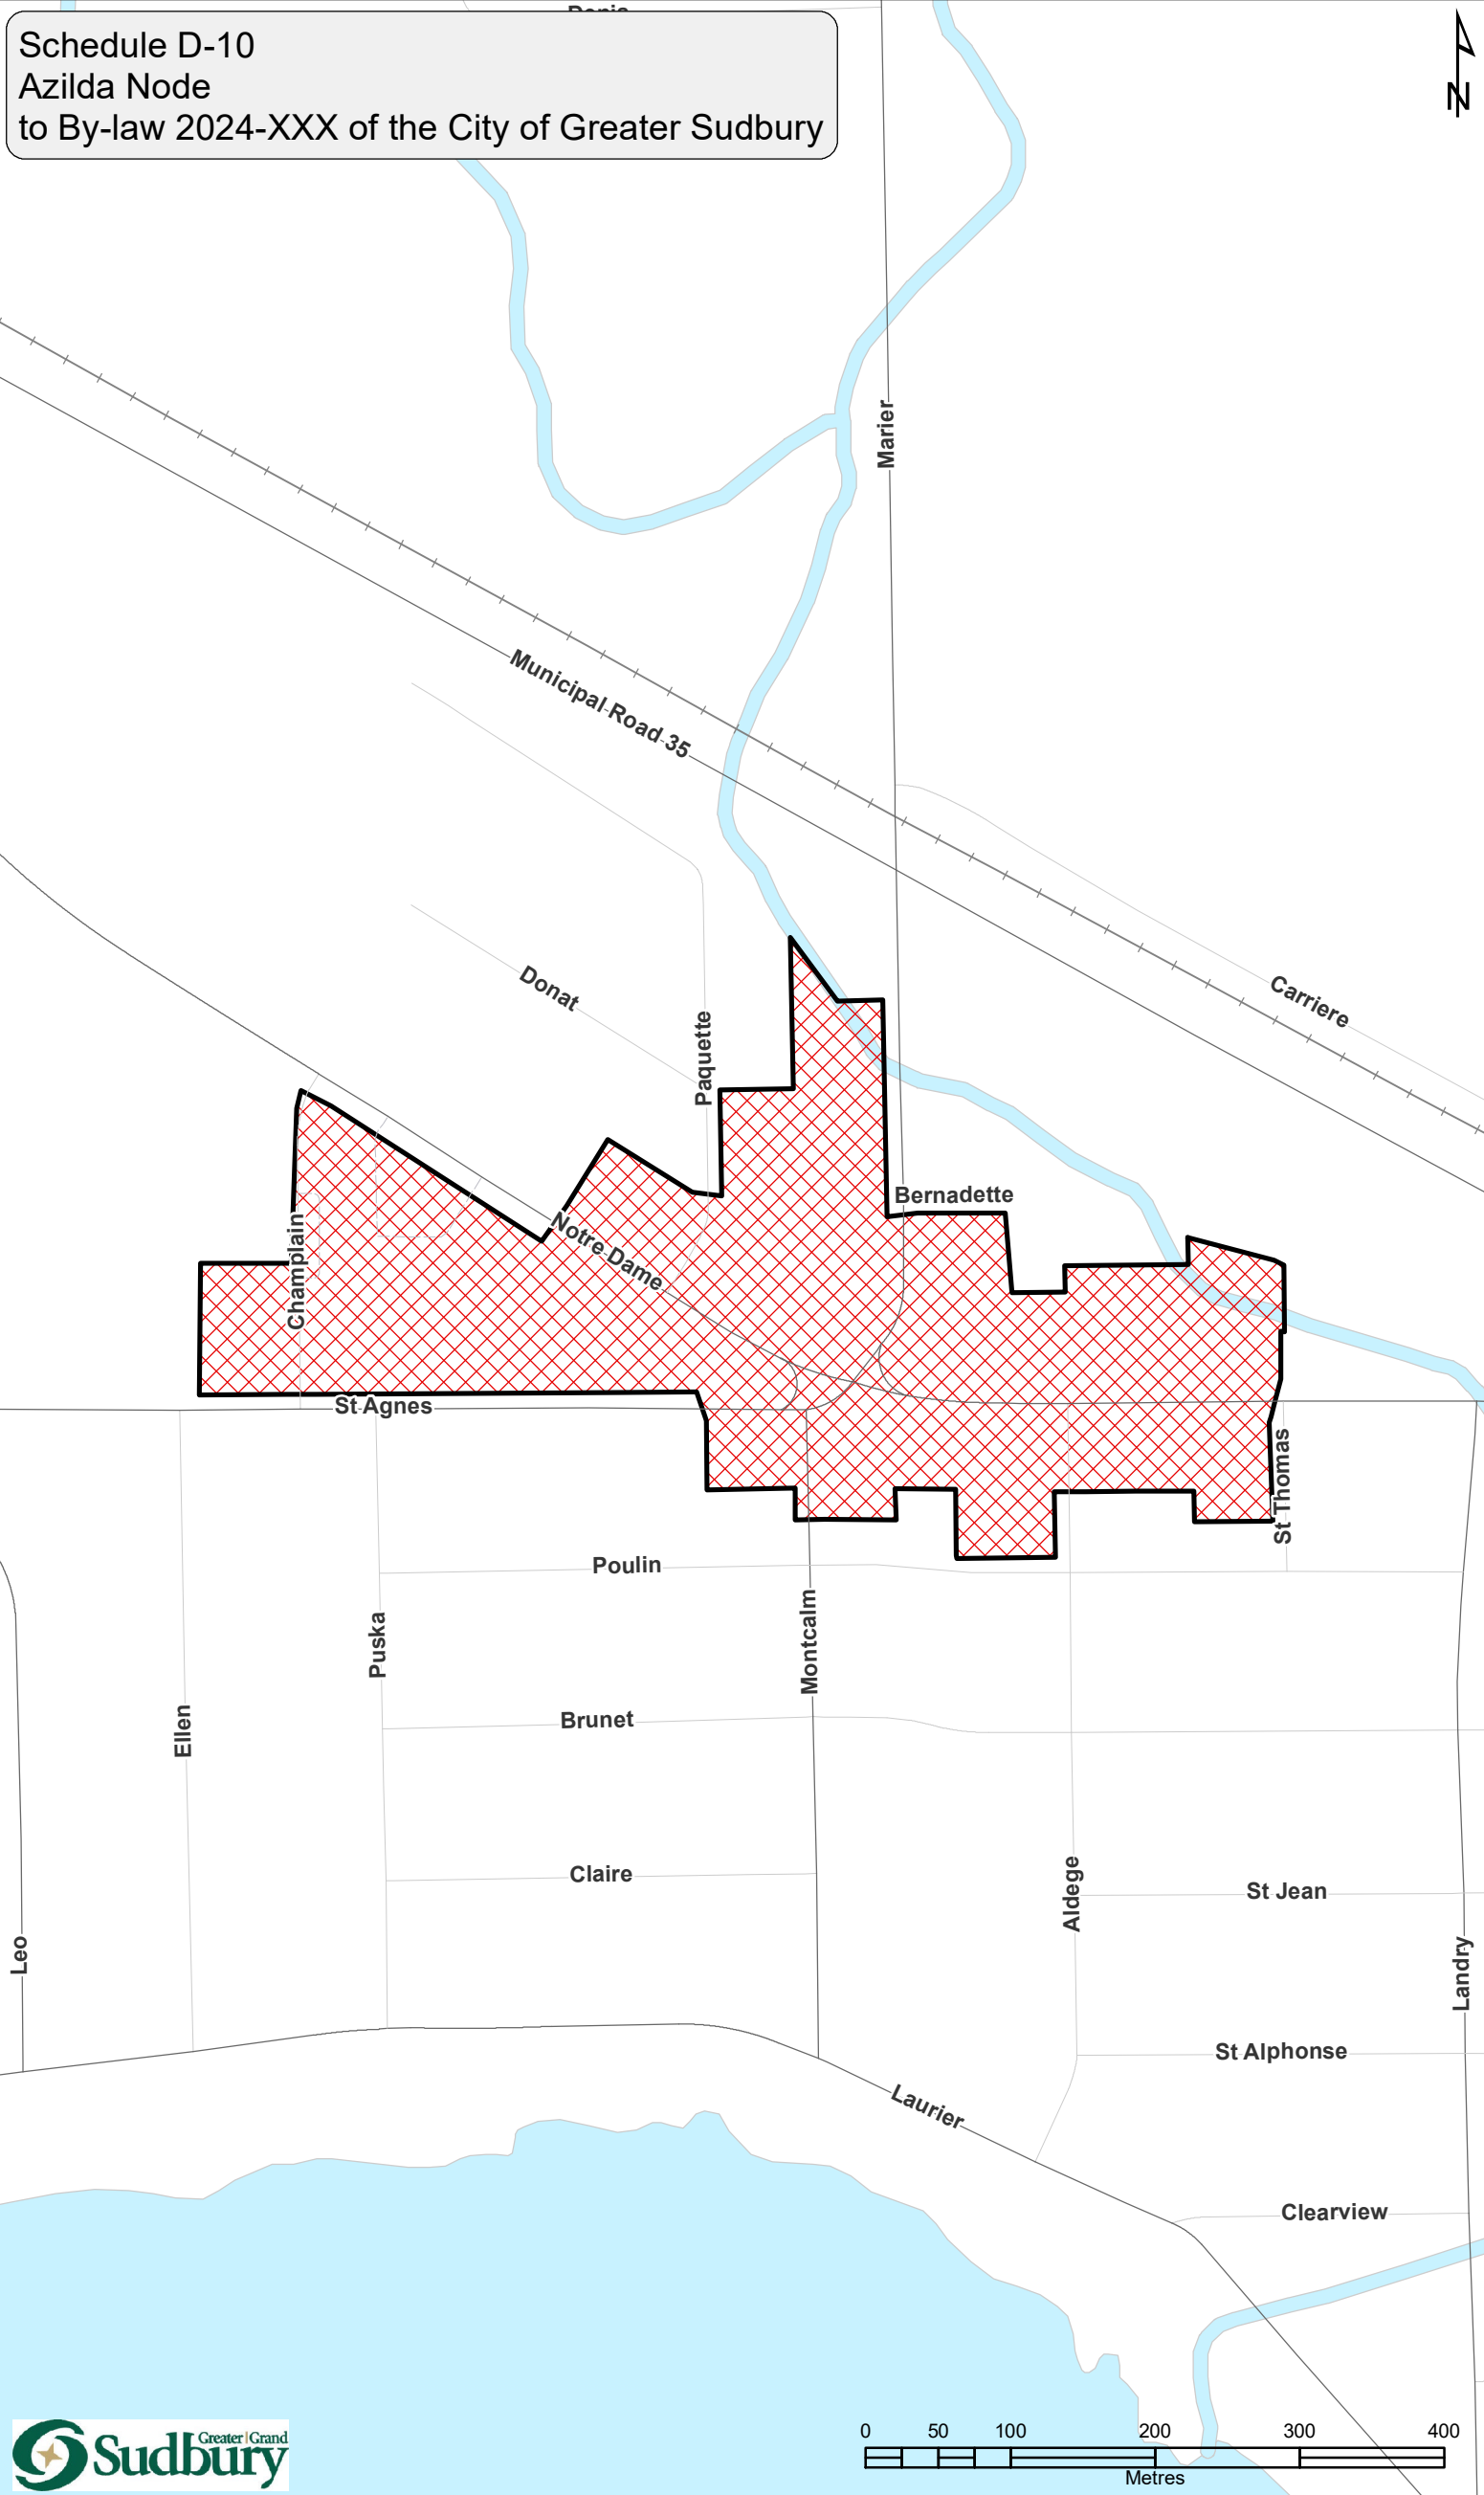 Schedule D-10
Azilda Node
to By-law 2024-XXX of the City of Greater Sudbury
N
Marier
Municipal Road 35
Carriere
Donat
Paquette
Bernadette
Champlain
Notre Dame
St Agnes
St Thomas
Poulin
Puska
Montcalm
Ellen
Brunet
Claire
Aldege
St Jean
Leo
Landry
St Alphonse
Laurier
Clearview
Greater|Grand
Sudbury
0 50 100 200 300 400
Metres